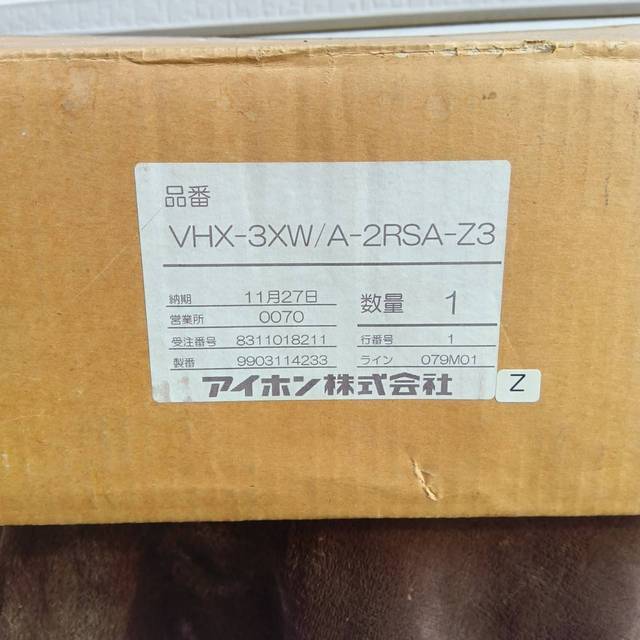 品番
VHX-3XW/A-2RSA-Z3
納期 11月27日 数量 1
営業所 0070
受注番号 8311018211 行番号 1
製番 9903114233 ライン 079M01
アイホン株式会社
Z